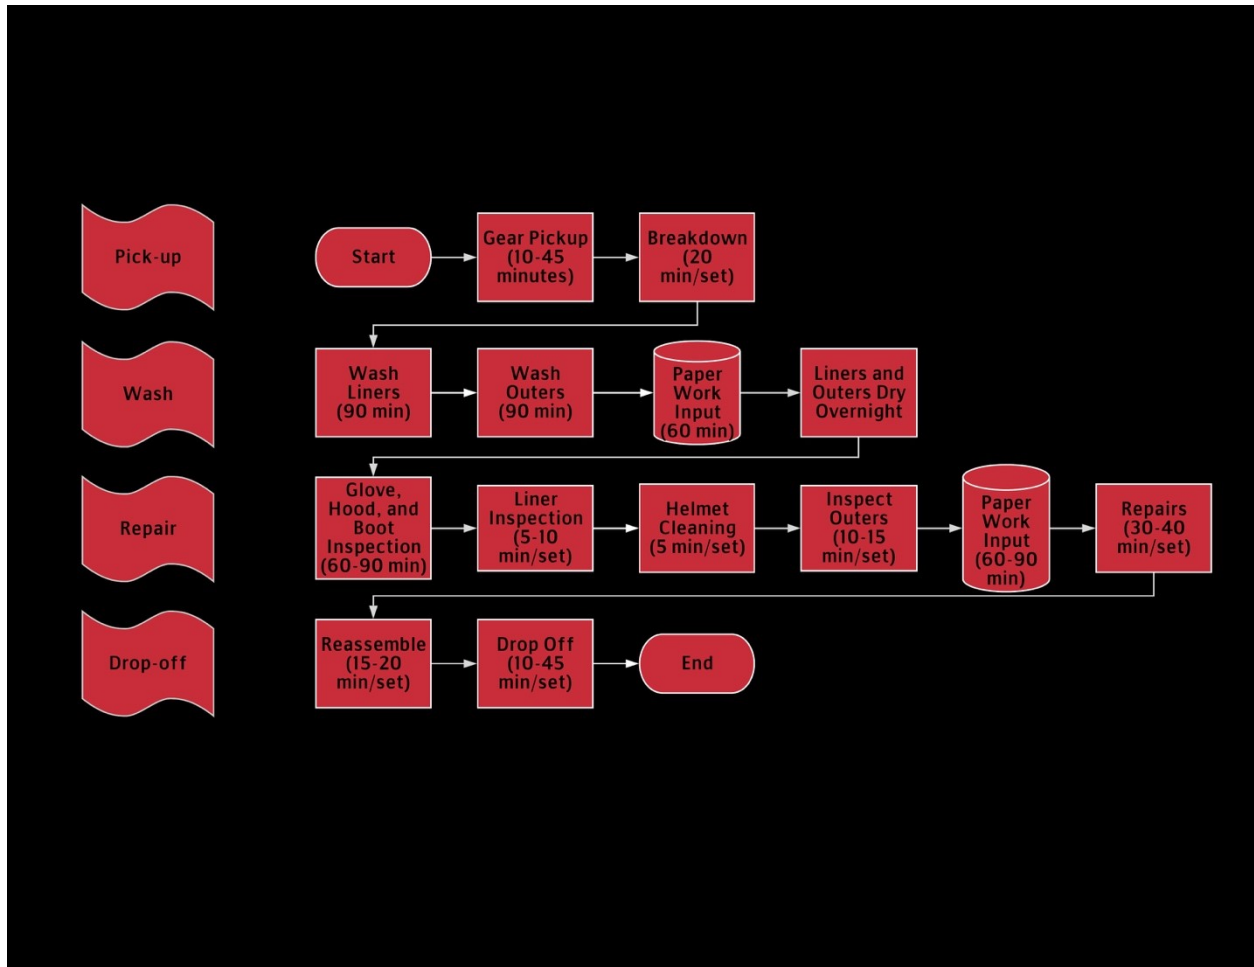 Pick-up
Start
Gear Pickup
(10-45
minutes)
Breakdown
(20
min/set)
Wash
Wash
Liners
(90 min)
Wash
Outers
(90 min)
Paper
Work
Input
(60 min)
Liners and
Outers Dry
Overnight
Repair
Glove,
Hood, and
Boot
Inspection
(60-90 min)
Liner
Inspection
(5-10
min/set)
Helmet
Cleaning
(5 min/set)
Inspect
Outers
(10-15
min/set)
Paper
Work
Input
(60-90
min)
Repairs
(30-40
min/set)
Drop-off
Reassemble
(15-20
min/set)
Drop Off
(10-45
min/set)
End